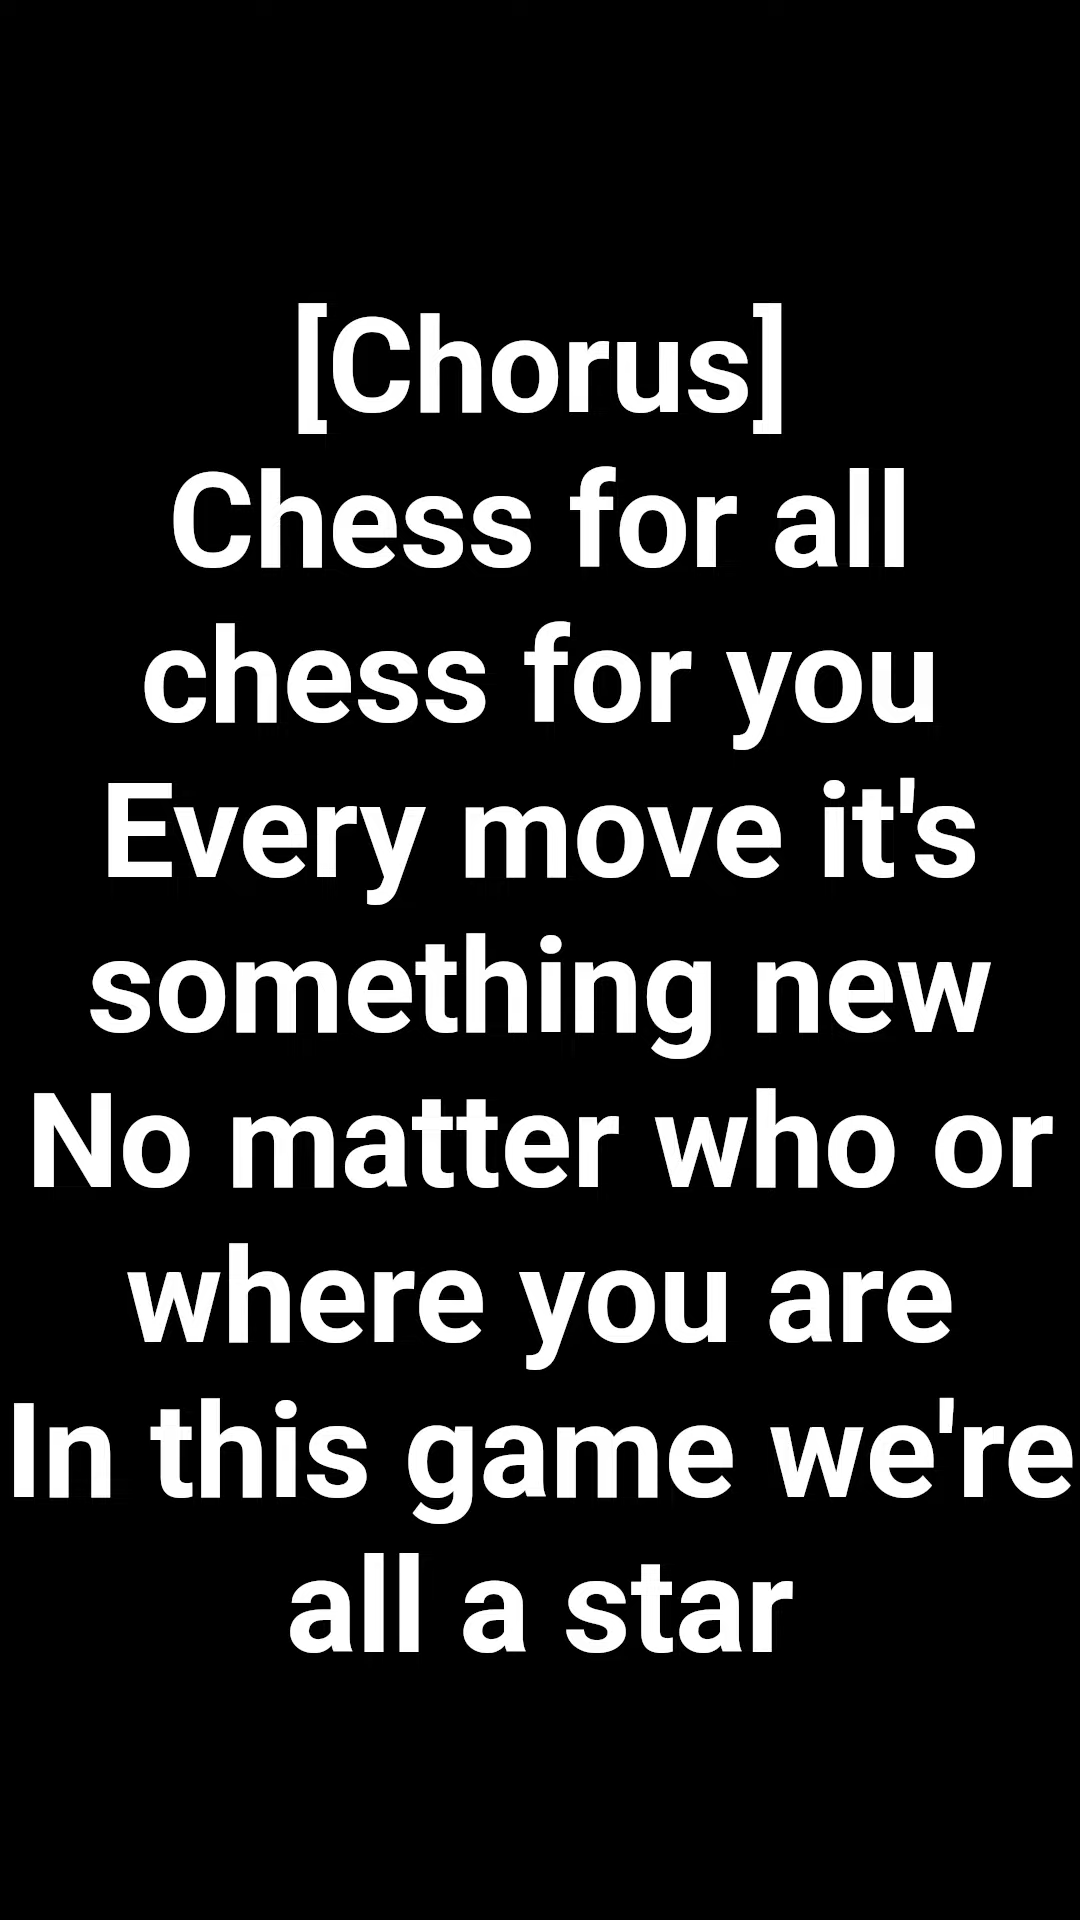 [Chorus]
Chess for all
chess for you
Every move it's
something new
No matter who or
where you are
In this game we're
all a star